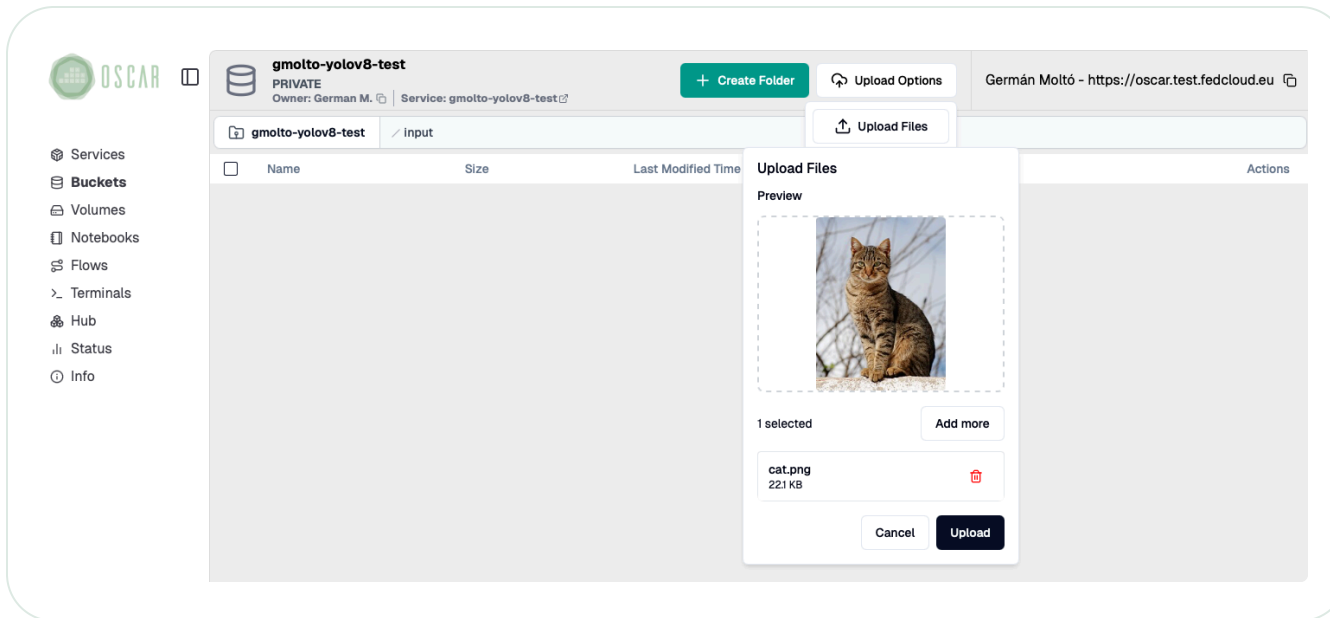 OSCAR
gmolto-yolov8-test
PRIVATE
Owner: German M. Service: gmolto-yolov8-test
Create Folder
Upload Options
Germán Moltó - https://oscar.test.fedcloud.eu
Upload Files
gmolto-yolov8-test / input
Services
Buckets
Volumes
Notebooks
Flows
Terminals
Hub
Status
Info
Name Size Last Modified Time Actions
Upload Files
Preview
1 selected
Add more
cat.png
22.1 KB
Cancel
Upload